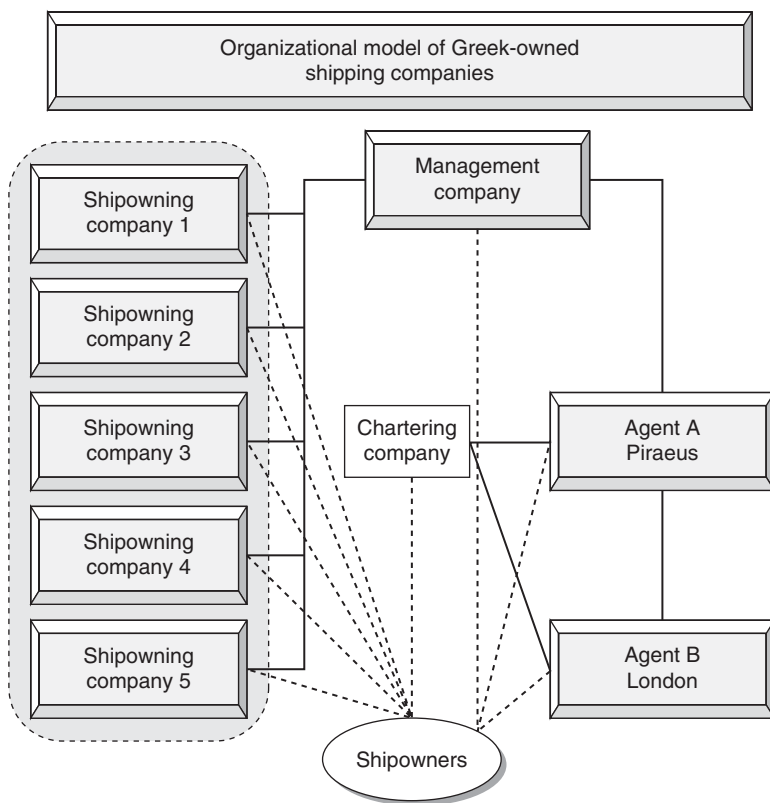 Organizational model of Greek-owned
shipping companies
Management
company
Shipowning
company 1
Shipowning
company 2
Shipowning
company 3
Shipowning
company 4
Shipowning
company 5
Chartering
company
Agent A
Piraeus
Agent B
London
Shipowners